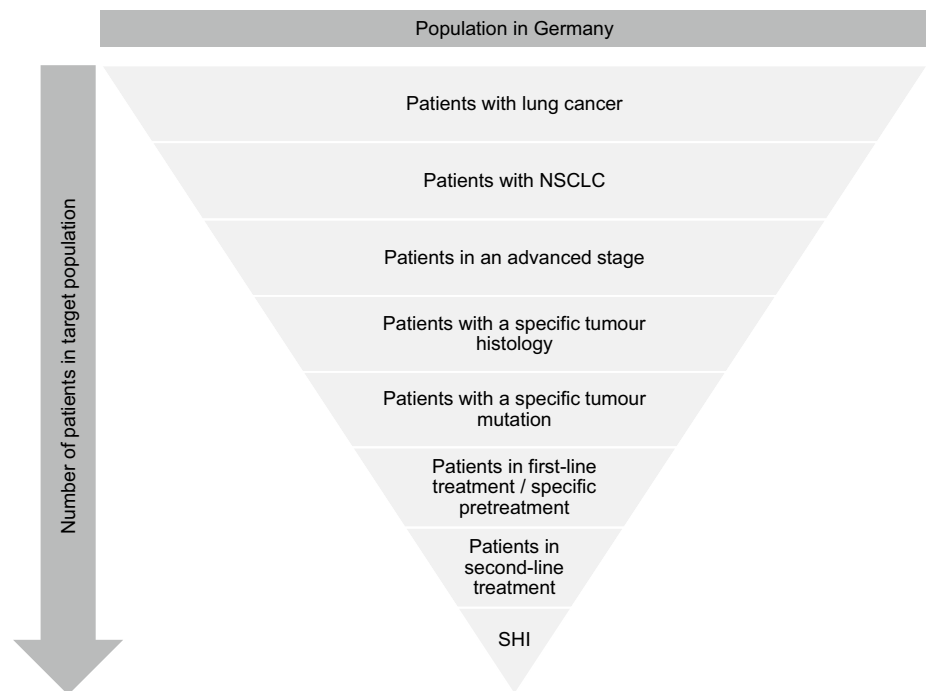 Population in Germany
Number of patients in target population
Patients with lung cancer
Patients with NSCLC
Patients in an advanced stage
Patients with a specific tumour
histology
Patients with a specific tumour
mutation
Patients in first-line
treatment / specific
pretreatment
Patients in
second-line
treatment
SHI